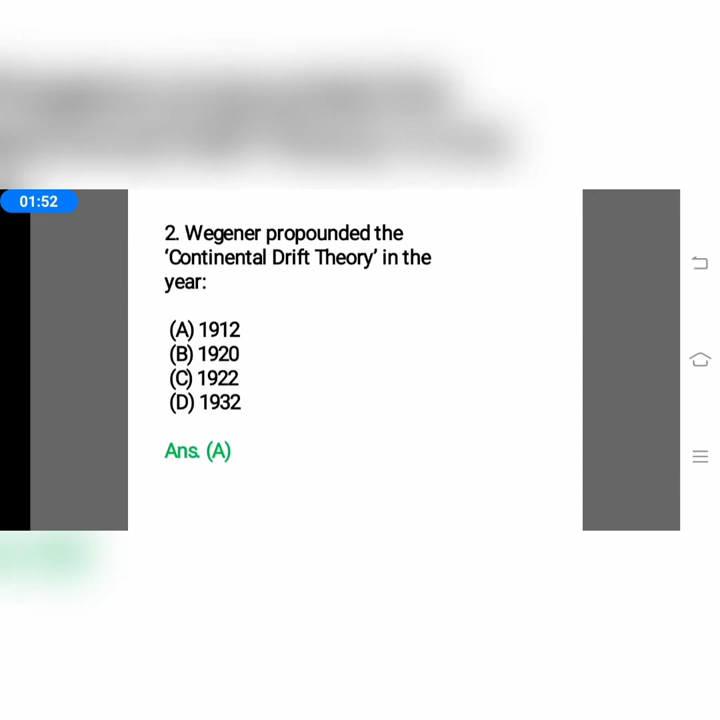 01:52
2. Wegener propounded the
‘Continental Drift Theory’ in the
year:
(A) 1912
(B) 1920
(C) 1922
(D) 1932
Ans. (A)